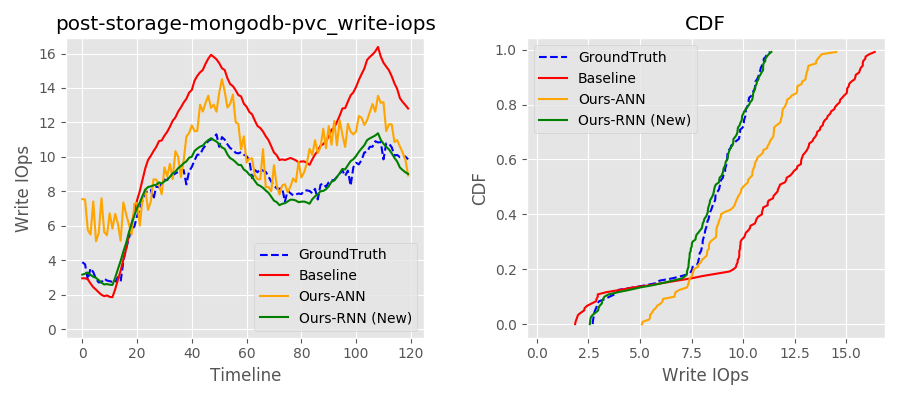 post-storage-mongodb-pvc_write-iops
Write IOps
16
14
12
10
8
6
4
2
0
0
20
40
60
80
100
120
Timeline
GroundTruth
Baseline
Ours-ANN
Ours-RNN (New)
CDF
CDF
1.0
0.8
0.6
0.4
0.2
0.0
0.0
2.5
5.0
7.5
10.0
12.5
15.0
Write IOps
GroundTruth
Baseline
Ours-ANN
Ours-RNN (New)